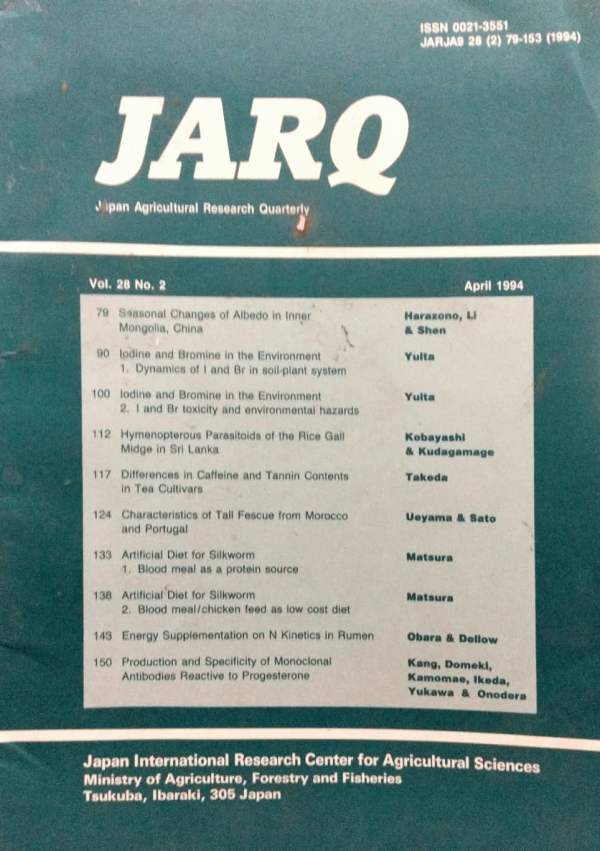 ISSN 0021-3551
JARJA9 28 (2) 79-153 (1994)
JARQ
Japan Agricultural Research Quarterly
Vol. 28 No. 2 April 1994
79 Seasonal Changes of Albedo in Inner Harazono, Li
Mongolia, China & Shen
90 Iodine and Bromine in the Environment Yuita
1. Dynamics of I and Br in soil-plant system
100 Iodine and Bromine in the Environment Yuita
2. I and Br toxicity and environmental hazards
112 Hymenopterous Parasitoids of the Rice Gall Kobayashi
Midge in Sri Lanka & Kudagamage
117 Differences in Caffeine and Tannin Contents Takeda
in Tea Cultivars
124 Characteristics of Tall Fescue from Morocco Ueyama & Sato
and Portugal
133 Artificial Diet for Silkworm Matsura
1. Blood meal as a protein source
138 Artificial Diet for Silkworm Matsura
2. Blood meal/chicken feed as low cost diet
143 Energy Supplementation on N Kinetics in Rumen Obara & Dellow
150 Production and Specificity of Monoclonal Kang, Domeki,
Antibodies Reactive to Progesterone Kamomae, Ikeda,
Yukawa & Onodera
Japan International Research Center for Agricultural Sciences
Ministry of Agriculture, Forestry and Fisheries
Tsukuba, Ibaraki, 305 Japan